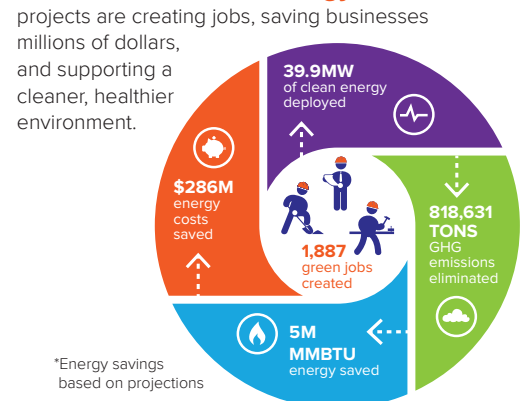 projects are creating jobs, saving businesses
millions of dollars,
and supporting a
cleaner, healthier
environment.
39.9MW
of clean energy
deployed
$286M
energy
costs
saved
818,631
TONS
GHG
emissions
eliminated
1,887
green jobs
created
5M
MMBTU
energy saved
*Energy savings
based on projections